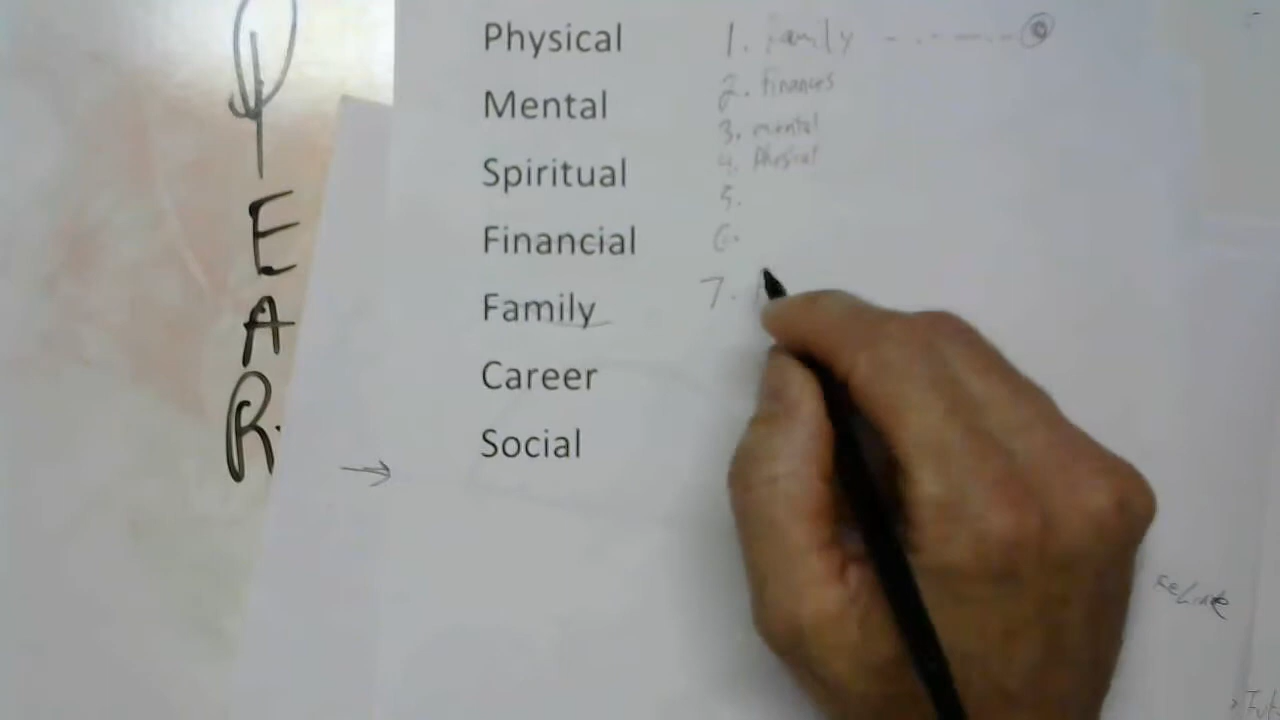 Physical
Mental
Spiritual
Financial
Family
Career
Social
1. Family
2. Finances
3. mental
4. Physical
5.
6.
7.
E
A
R